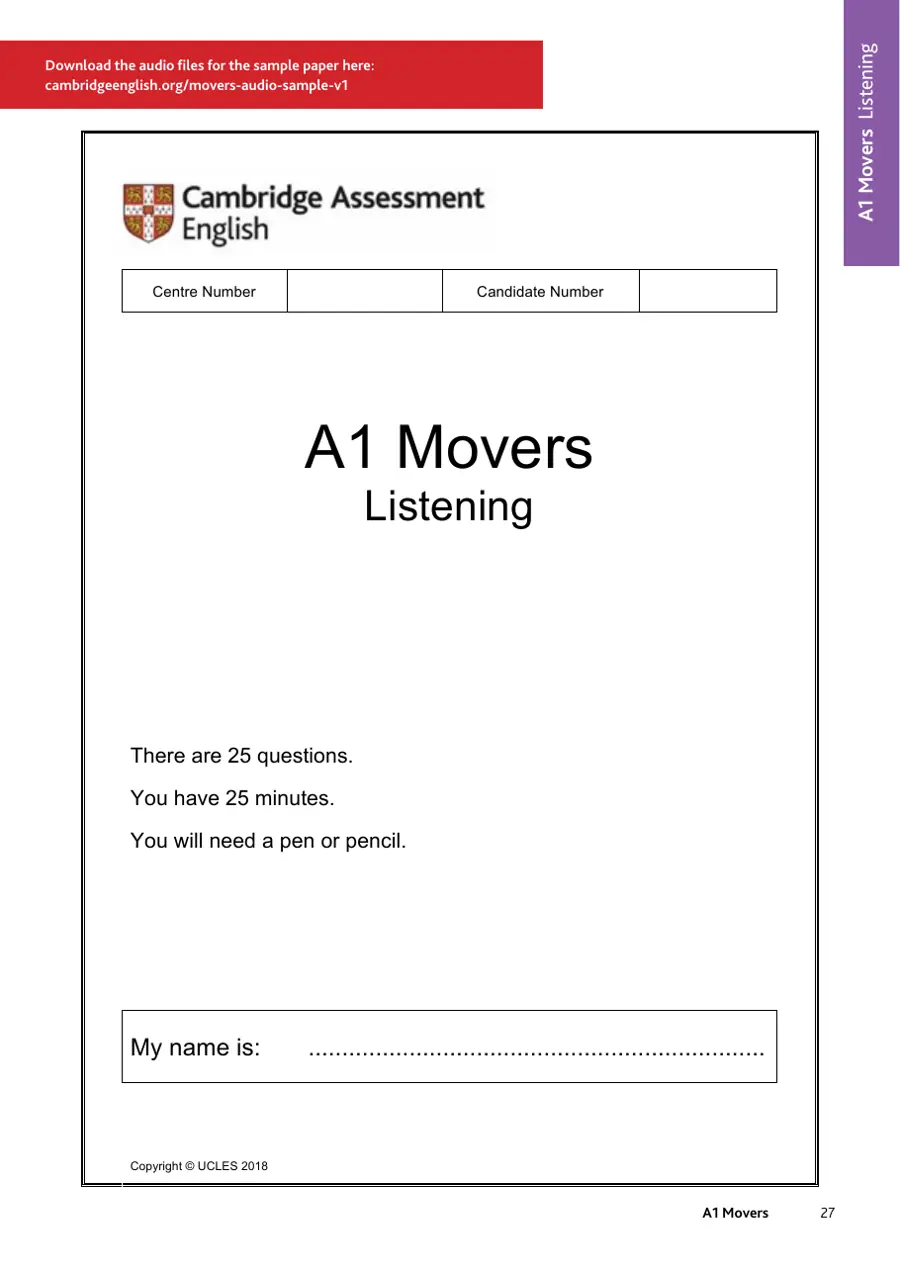 Download the audio files for the sample paper here:
cambridgeenglish.org/movers-audio-sample-v1
A1 Movers Listening
Cambridge Assessment
English
Centre Number
Candidate Number
A1 Movers
Listening
There are 25 questions.
You have 25 minutes.
You will need a pen or pencil.
My name is: ....................................................................
Copyright © UCLES 2018
A1 Movers 27